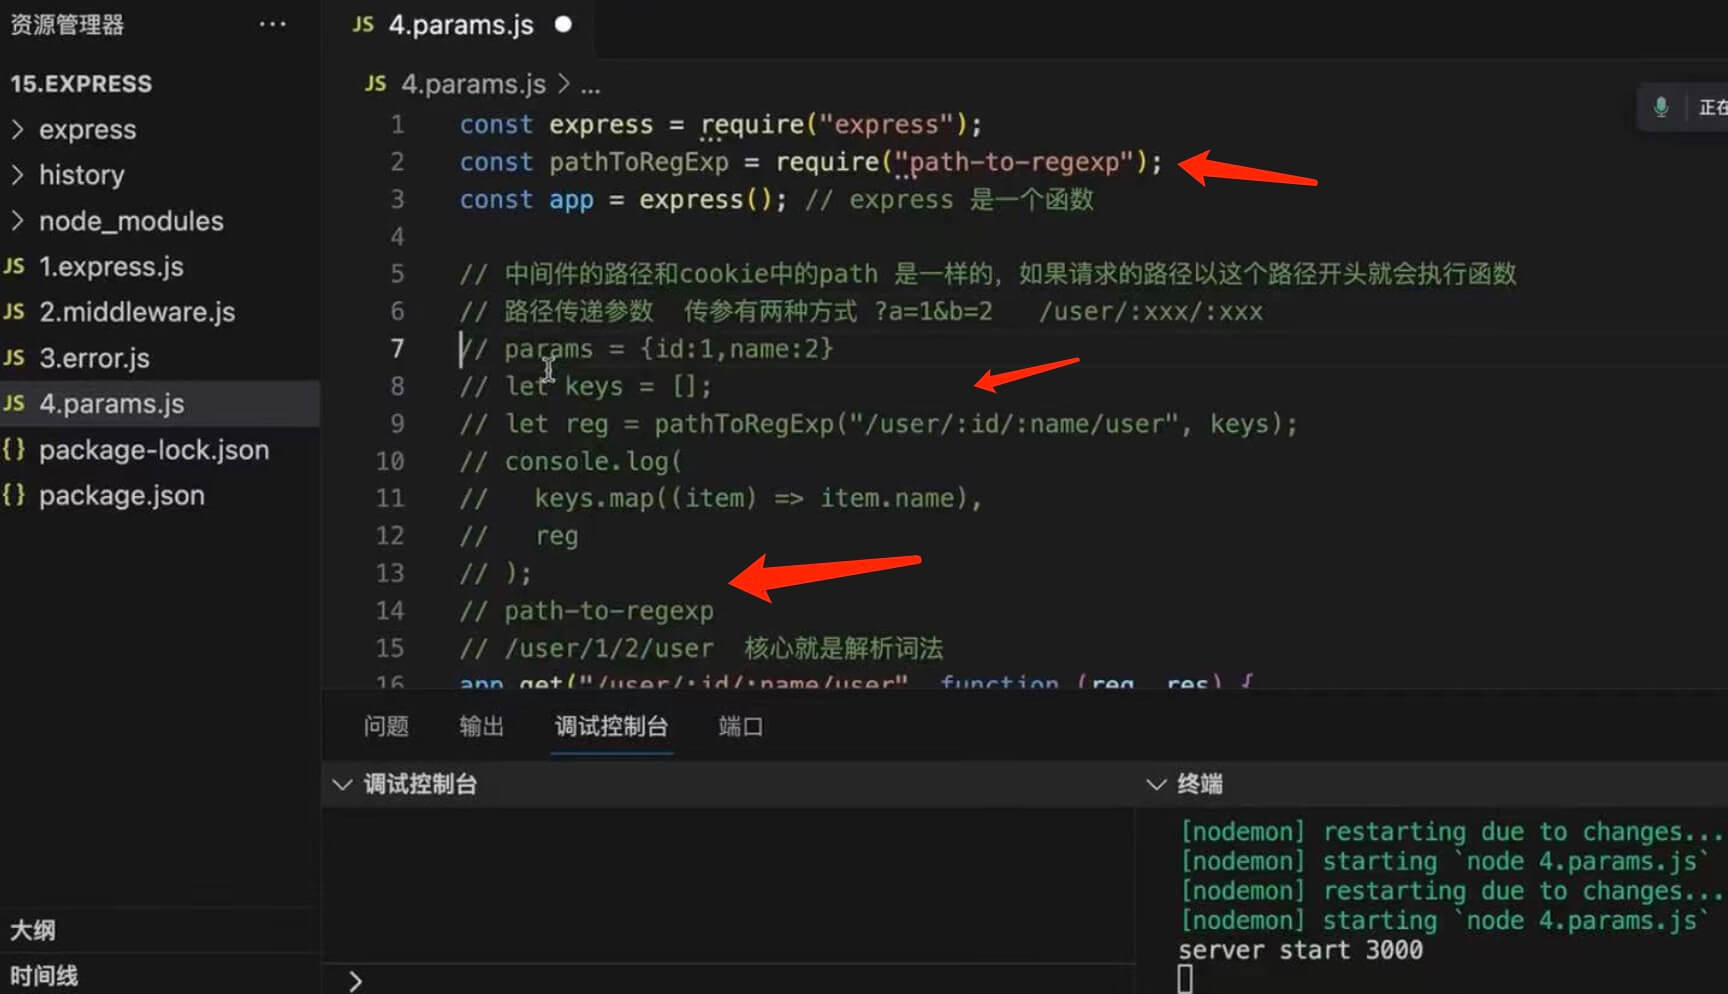 资源管理器 ···
15.EXPRESS
express
history
node_modules
JS 1.express.js
JS 2.middleware.js
JS 3.error.js
JS 4.params.js
{} package-lock.json
{} package.json
大纲
时间线
JS 4.params.js
JS 4.params.js > ...
1 const express = require("express");
2 const pathToRegExp = require("path-to-regexp");
3 const app = express(); // express 是一个函数
4
5 // 中间件的路径和cookie中的path 是一样的，如果请求的路径以这个路径开头就会执行函数
6 // 路径传递参数 传参有两种方式 ?a=1&b=2 /user/:xxx/:xxx
7 // params = {id:1,name:2}
8 // let keys = [];
9 // let reg = pathToRegExp("/user/:id/:name/user", keys);
10 // console.log(
11 // keys.map((item) => item.name),
12 // reg
13 // );
14 // path-to-regexp
15 // /user/1/2/user 核心就是解析词法
16 app.get("/user/:id/:name/user", function (req, res) {
正在
问题 输出 调试控制台 端口
调试控制台
>
终端
[nodemon] restarting due to changes...
[nodemon] starting `node 4.params.js`
[nodemon] restarting due to changes...
[nodemon] starting `node 4.params.js`
server start 3000